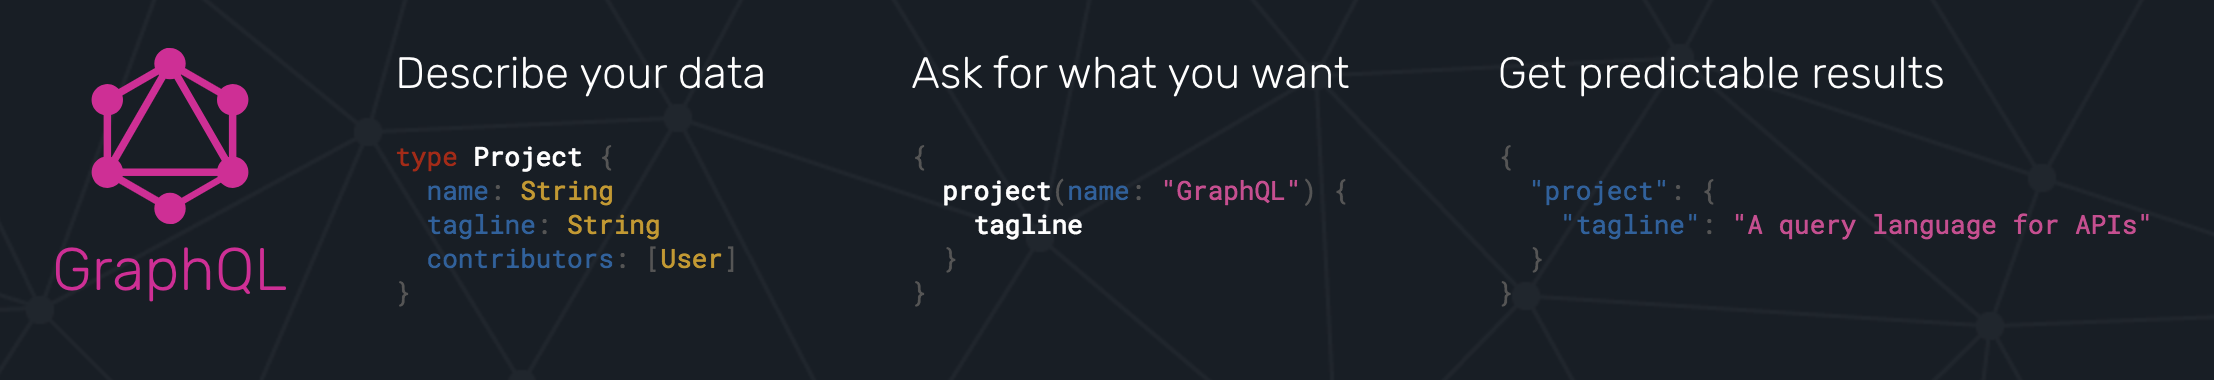 GraphQL
Describe your data
type Project {
  name: String
  tagline: String
  contributors: [User]
}
Ask for what you want
{
  project(name: "GraphQL") {
    tagline
  }
}
Get predictable results
{
  "project": {
    "tagline": "A query language for APIs"
  }
}